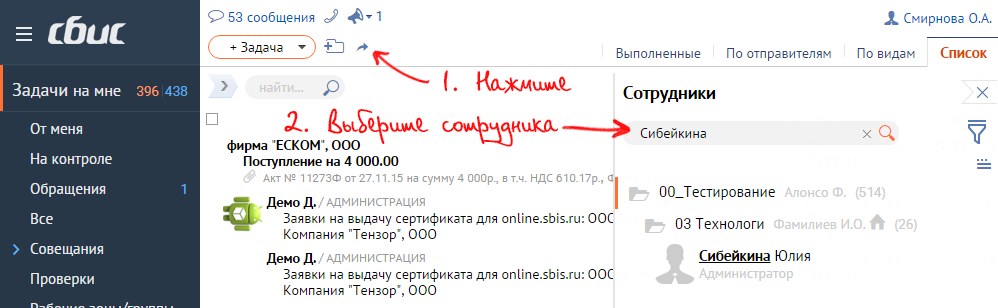 сбис
Задачи на мне 396|438
От меня
На контроле
Обращения 1
Все
Совещания
Проверки
Рабочие зоны/группы
53 сообщения 1
Смирнова О.А.
+ Задача
Выполненные По отправителям По видам Список
1. Нажмите
найти...
2. Выберите сотрудника
фирма "ЕСКОМ", ООО
Поступление на 4 000.00
Акт № 11273Ф от 27.11.15 на сумму 4 000р., в т.ч. НДС 610.17р., Ф
Демо Д. / АДМИНИСТРАЦИЯ
Заявки на выдачу сертификата для online.sbis.ru: ООО
Компания "Тензор", ООО
Демо Д. / АДМИНИСТРАЦИЯ
Заявки на выдачу сертификата для online.sbis.ru: ООО
Компания "Тензор", ООО
Сотрудники
Сибейкина
00_Тестирование Алонсо Ф. (514)
03 Технологи Фамилиев И.О. (26)
Сибейкина Юлия
Администратор